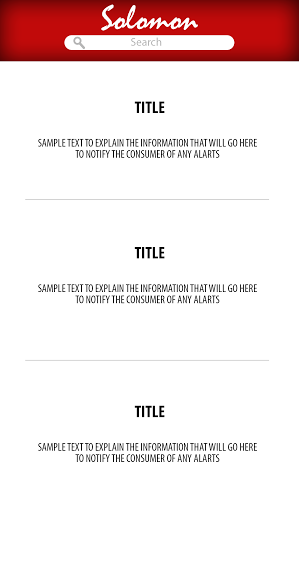 Solomon
Search
TITLE
SAMPLE TEXT TO EXPLAIN THE INFORMATION THAT WILL GO HERE
TO NOTIFY THE CONSUMER OF ANY ALARTS
TITLE
SAMPLE TEXT TO EXPLAIN THE INFORMATION THAT WILL GO HERE
TO NOTIFY THE CONSUMER OF ANY ALARTS
TITLE
SAMPLE TEXT TO EXPLAIN THE INFORMATION THAT WILL GO HERE
TO NOTIFY THE CONSUMER OF ANY ALARTS